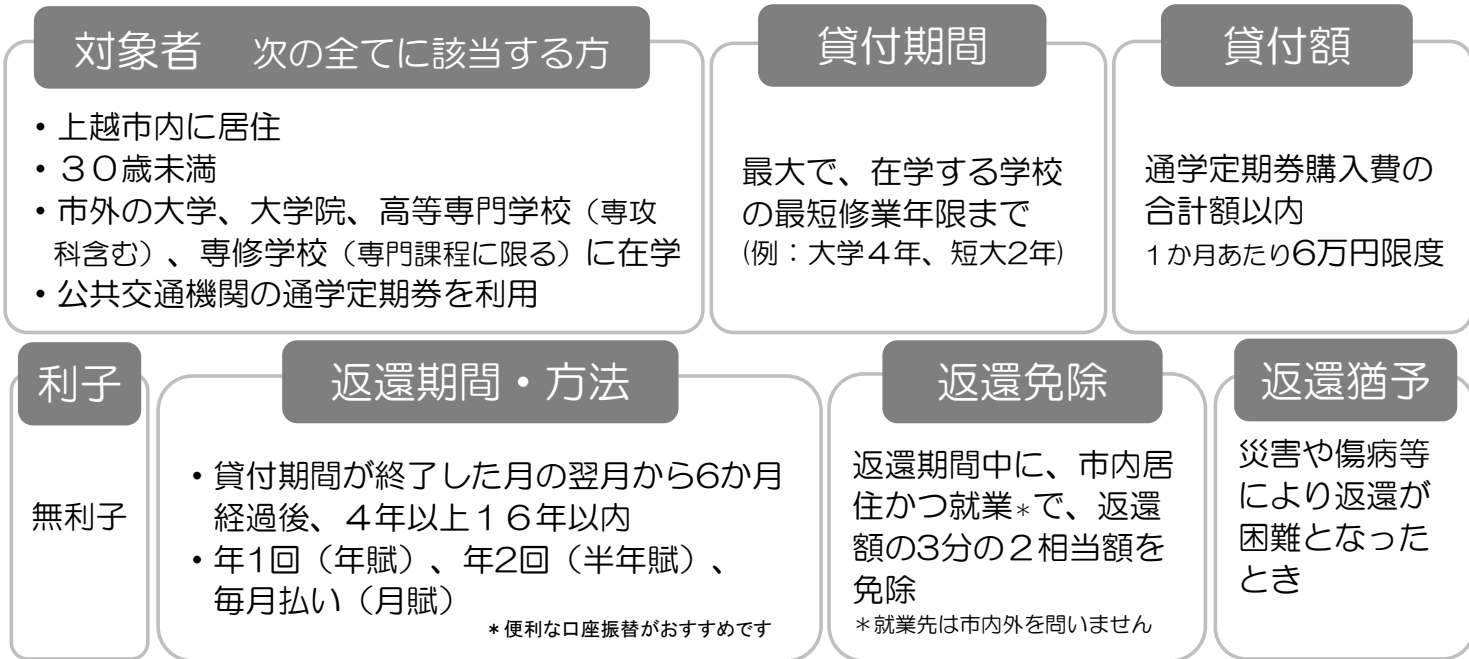 対象者 次の全てに該当する方
・上越市内に居住
・３０歳未満
・市外の大学、大学院、高等専門学校（専攻
科含む）、専修学校（専門課程に限る）に在学
・公共交通機関の通学定期券を利用
貸付期間
最大で、在学する学校
の最短修業年限まで
(例：大学４年、短大2年)
貸付額
通学定期券購入費の
合計額以内
１か月あたり6万円限度
利子
無利子
返還期間・方法
・貸付期間が終了した月の翌月から6か月
経過後、４年以上１６年以内
・年1回（年賦）、年2回（半年賦）、
毎月払い（月賦）
＊便利な口座振替がおすすめです
返還免除
返還期間中に、市内居
住かつ就業＊で、返還
額の3分の２相当額を
免除
＊就業先は市内外を問いません
返還猶予
災害や傷病等
により返還が
困難となった
とき